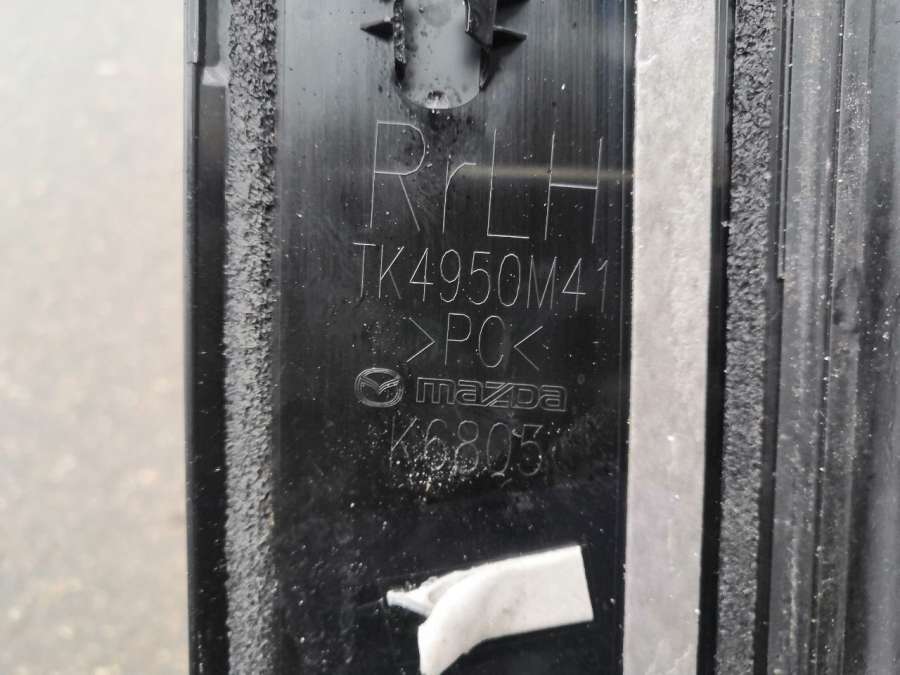 RrLH
TK4950M41
>PC<
mazda
K6803